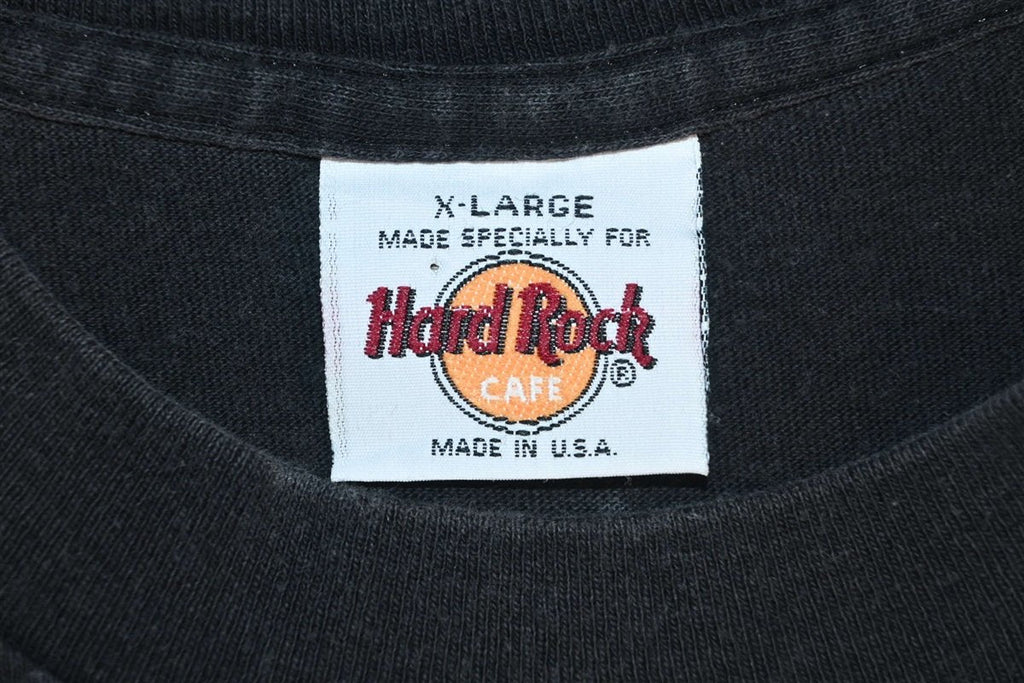 X-LARGE
MADE SPECIALLY FOR
Hard Rock
CAFE ®
MADE IN U.S.A.